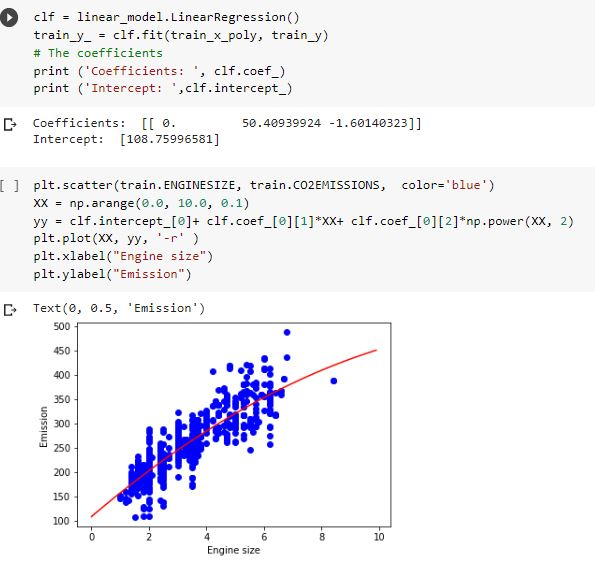 clf = linear_model.LinearRegression()
train_y_ = clf.fit(train_x_poly, train_y)
# The coefficients
print ('Coefficients: ', clf.coef_)
print ('Intercept: ',clf.intercept_)
Coefficients:  [[ 0.         50.40939924 -1.60140323]]
Intercept:  [108.75996581]
[ ] plt.scatter(train.ENGINESIZE, train.CO2EMISSIONS,  color='blue')
XX = np.arange(0.0, 10.0, 0.1)
yy = clf.intercept_[0]+ clf.coef_[0][1]*XX+ clf.coef_[0][2]*np.power(XX, 2)
plt.plot(XX, yy, '-r' )
plt.xlabel("Engine size")
plt.ylabel("Emission")
Text(0, 0.5, 'Emission')
500
450
400
350
300
250
200
150
100
Emission
0 2 4 6 8 10
Engine size